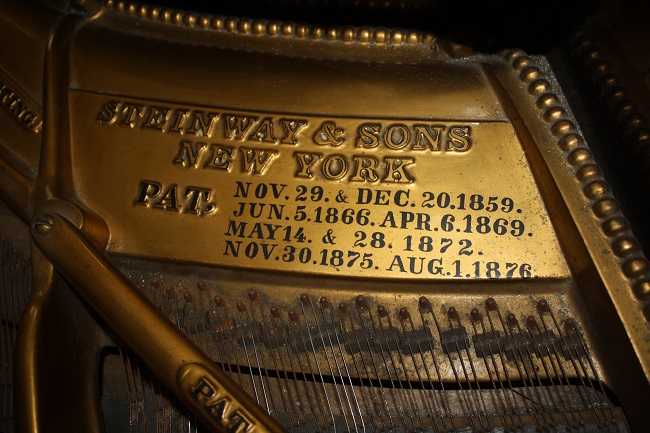 STEINWAY & SONS
NEW YORK
PAT, NOV. 29. & DEC. 20.1859.
JUN. 5.1866. APR. 6.1869.
MAY 14. & 28. 1872.
NOV. 30.1875. AUG. 1.1876.
PAT.